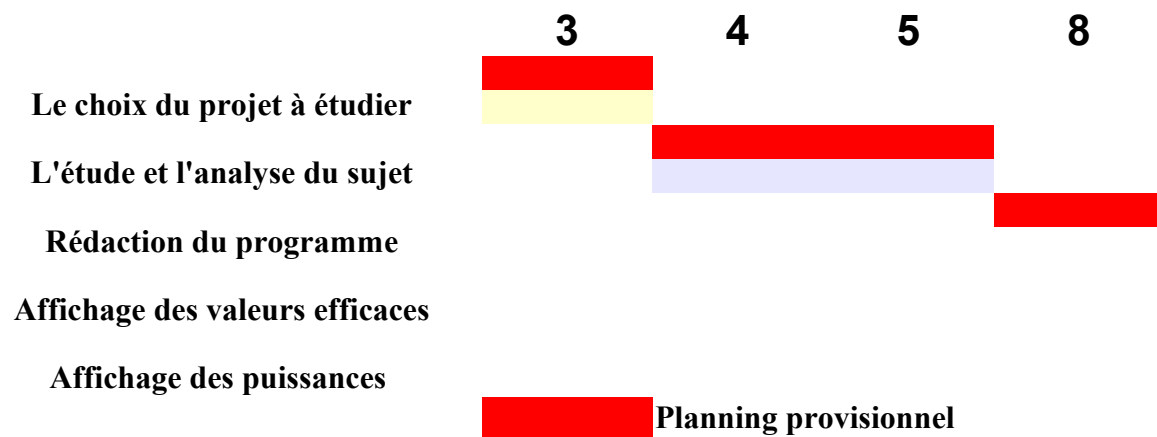 3 4 5 8
Le choix du projet à étudier
L'étude et l'analyse du sujet
Rédaction du programme
Affichage des valeurs efficaces
Affichage des puissances
Planning provisionnel